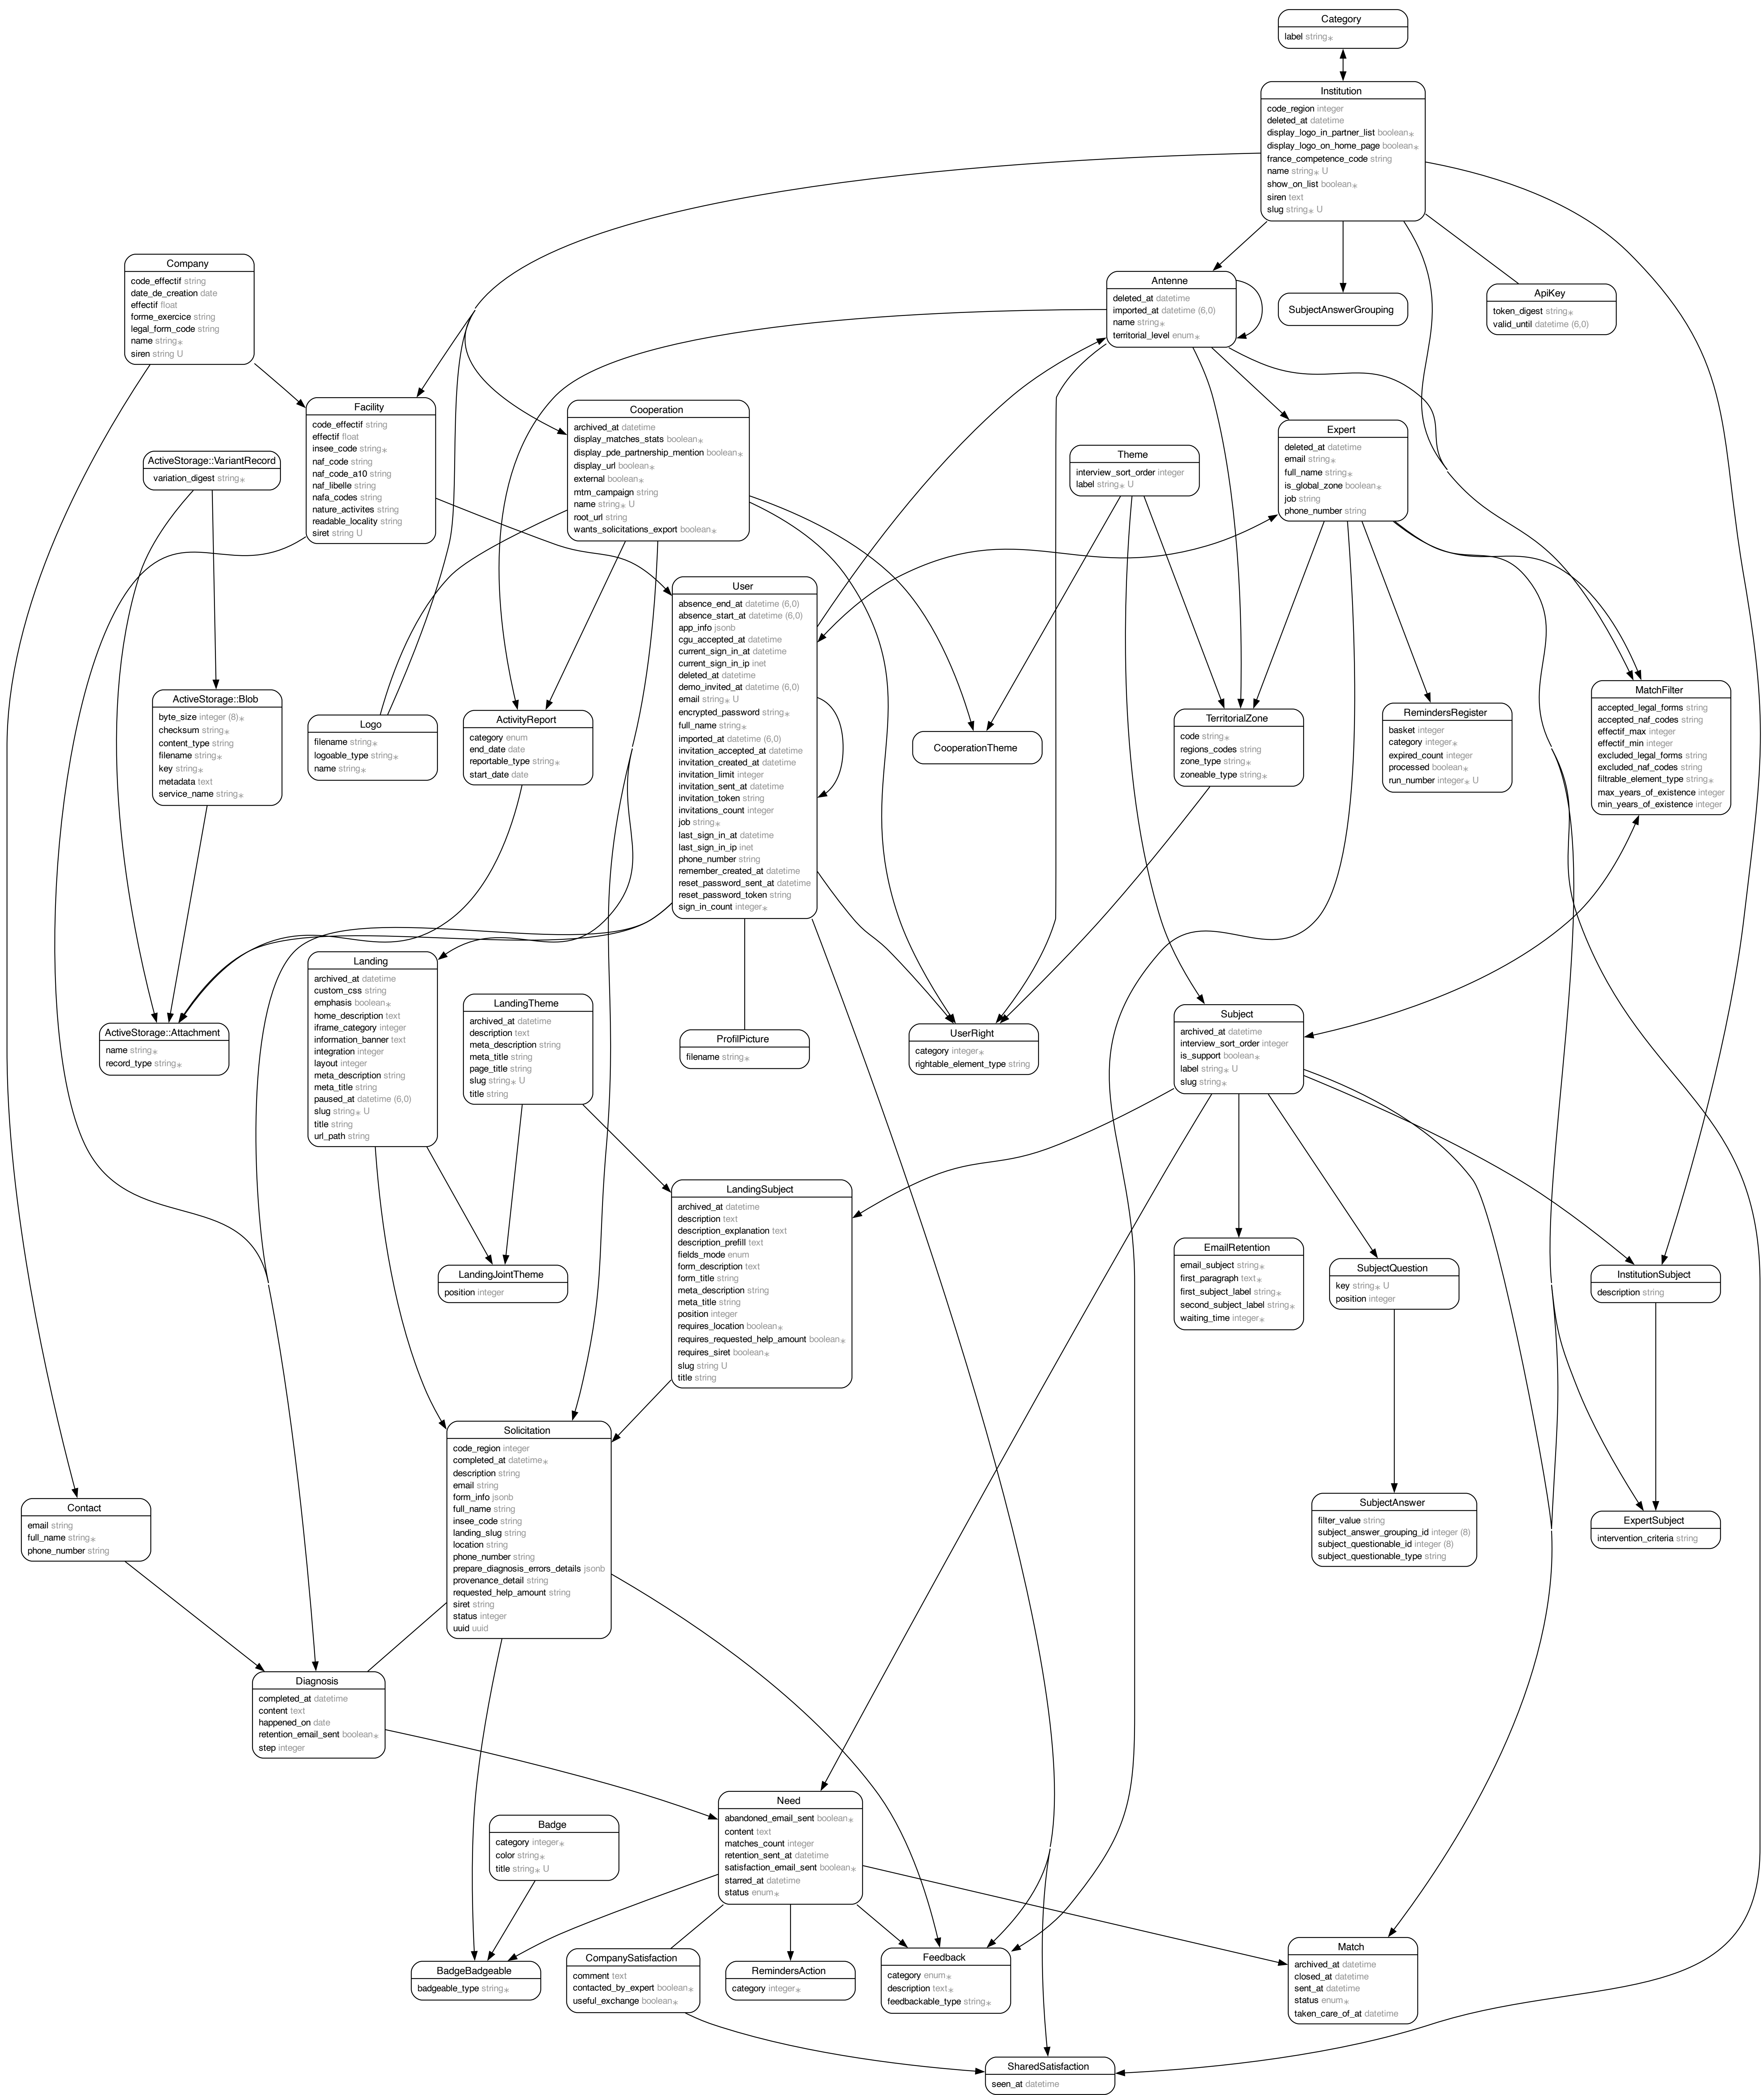 Category
label string*
Institution
code_region integer
deleted_at datetime
display_logo_in_partner_list boolean*
display_logo_on_home_page boolean*
france_competence_code string
name string* U
show_on_list boolean*
siren text
slug string* U
Company
code_effectif string
date_de_creation date
effectif float
forme_exercice string
legal_form_code string
name string*
siren string U
Antenne
deleted_at datetime
imported_at datetime (6,0)
name string*
territorial_level enum*
SubjectAnswerGrouping
ApiKey
token_digest string*
valid_until datetime (6,0)
Facility
code_effectif string
effectif float
insee_code string*
naf_code string
naf_code_a10 string
naf_libelle string
nafa_codes string
nature_activites string
readable_locality string
siret string U
Cooperation
archived_at datetime
display_matches_stats boolean*
display_pde_partnership_mention boolean*
display_url boolean*
external boolean*
mtm_campaign string
name string* U
root_url string
wants_solicitations_export boolean*
Expert
deleted_at datetime
email string*
full_name string*
is_global_zone boolean*
job string
phone_number string
Theme
interview_sort_order integer
label string* U
ActiveStorage::VariantRecord
variation_digest string*
User
absence_end_at datetime (6,0)
absence_start_at datetime (6,0)
app_info jsonb
cgu_accepted_at datetime
current_sign_in_at datetime
current_sign_in_ip inet
deleted_at datetime
demo_invited_at datetime (6,0)
email string* U
encrypted_password string*
full_name string*
imported_at datetime (6,0)
invitation_accepted_at datetime
invitation_created_at datetime
invitation_limit integer
invitation_sent_at datetime
invitation_token string
invitations_count integer
job string*
last_sign_in_at datetime
last_sign_in_ip inet
phone_number string
remember_created_at datetime
reset_password_sent_at datetime
reset_password_token string
sign_in_count integer*
ActiveStorage::Blob
byte_size integer (8)*
checksum string*
content_type string
filename string*
key string*
metadata text
service_name string*
Logo
filename string*
logoable_type string*
name string*
ActivityReport
category enum
end_date date
reportable_type string*
start_date date
CooperationTheme
TerritorialZone
code string*
regions_codes string
zone_type string*
zoneable_type string*
RemindersRegister
basket integer
category integer*
expired_count integer
processed boolean*
run_number integer* U
MatchFilter
accepted_legal_forms string
accepted_naf_codes string
effectif_max integer
effectif_min integer
excluded_legal_forms string
excluded_naf_codes string
filtrable_element_type string*
max_years_of_existence integer
min_years_of_existence integer
Landing
archived_at datetime
custom_css string
emphasis boolean*
home_description text
iframe_category integer
information_banner text
integration integer
layout integer
meta_description string
meta_title string
paused_at datetime (6,0)
slug string* U
title string
url_path string
LandingTheme
archived_at datetime
description text
meta_description string
meta_title string
page_title string
slug string* U
title string
ActiveStorage::Attachment
name string*
record_type string*
ProfilPicture
filename string*
UserRight
category integer*
rightable_element_type string
Subject
archived_at datetime
interview_sort_order integer
is_support boolean*
label string* U
slug string*
LandingSubject
archived_at datetime
description text
description_explanation text
description_prefill text
fields_mode enum
form_description text
form_title string
meta_description string
meta_title string
position integer
requires_location boolean*
requires_requested_help_amount boolean*
requires_siret boolean*
slug string U
title string
LandingJointTheme
position integer
EmailRetention
email_subject string*
first_paragraph text*
first_subject_label string*
second_subject_label string*
waiting_time integer*
SubjectQuestion
key string* U
position integer
InstitutionSubject
description string
Solicitation
code_region integer
completed_at datetime*
description string
email string
form_info jsonb
full_name string
insee_code string
landing_slug string
location string
phone_number string
prepare_diagnosis_errors_details jsonb
provenance_detail string
requested_help_amount string
siret string
status integer
uuid uuid
Contact
email string
full_name string*
phone_number string
SubjectAnswer
filter_value string
subject_answer_grouping_id integer (8)
subject_questionable_id integer (8)
subject_questionable_type string
ExpertSubject
intervention_criteria string
Diagnosis
completed_at datetime
content text
happened_on date
retention_email_sent boolean*
step integer
Need
abandoned_email_sent boolean*
content text
matches_count integer
retention_sent_at datetime
satisfaction_email_sent boolean*
starred_at datetime
status enum*
Badge
category integer*
color string*
title string* U
BadgeBadgeable
badgeable_type string*
CompanySatisfaction
comment text
contacted_by_expert boolean*
useful_exchange boolean*
RemindersAction
category integer*
Feedback
category enum*
description text*
feedbackable_type string*
Match
archived_at datetime
closed_at datetime
sent_at datetime
status enum*
taken_care_of_at datetime
SharedSatisfaction
seen_at datetime